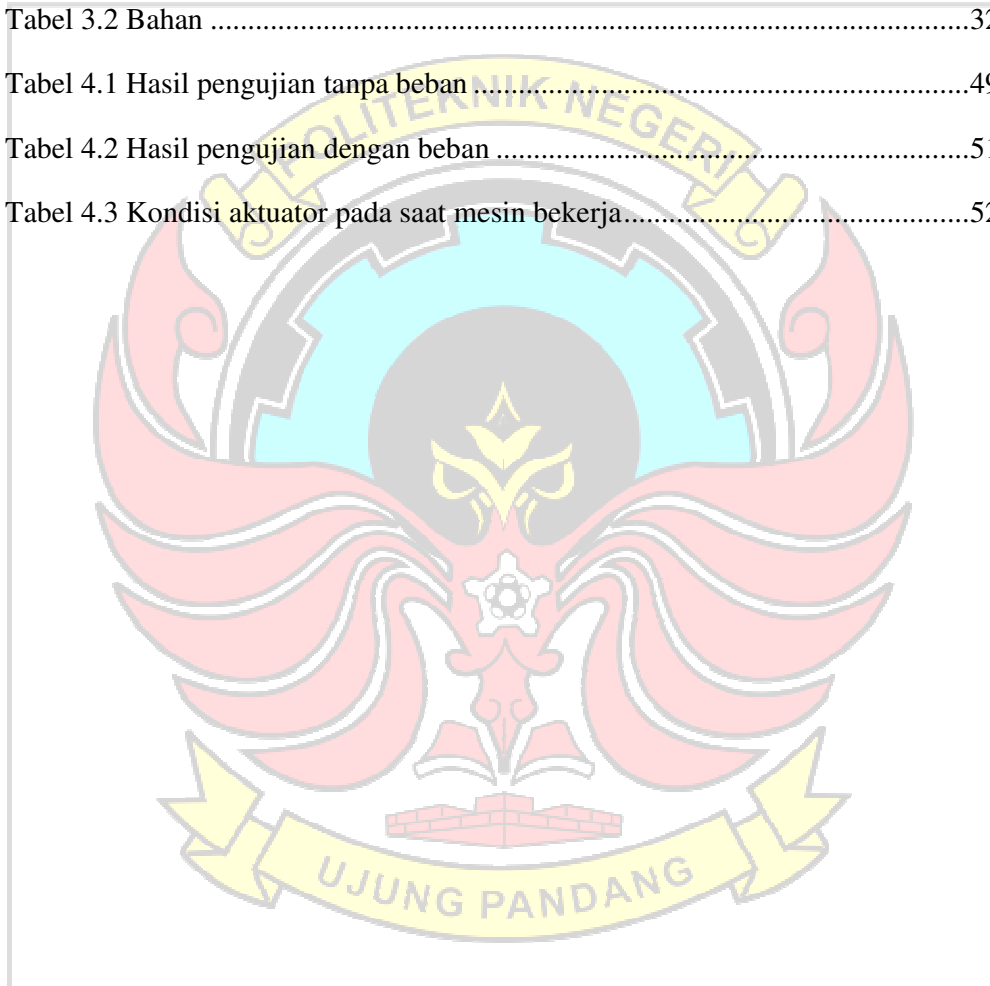 Tabel 3.2 Bahan ..........................................................................................32
Tabel 4.1 Hasil pengujian tanpa beban ..........................................................49
Tabel 4.2 Hasil pengujian dengan beban .......................................................51
Tabel 4.3 Kondisi aktuator pada saat mesin bekerja......................................52
POLITEKNIK NEGERI
UJUNG PANDANG